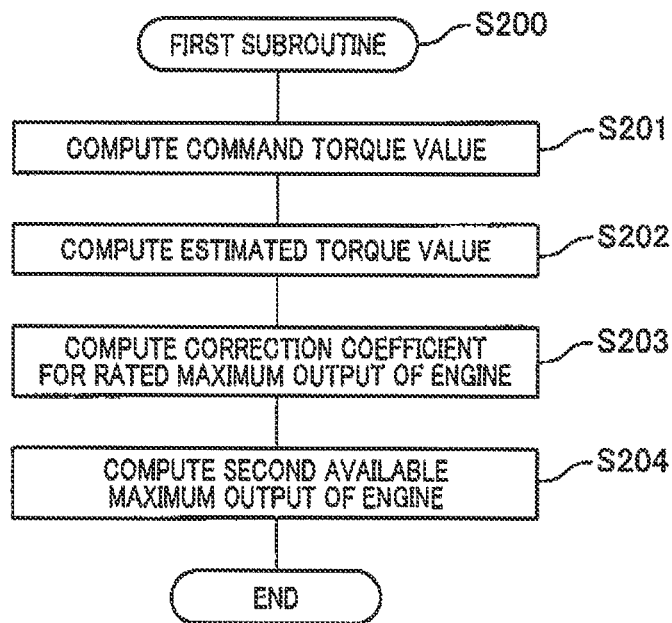 FIRST SUBROUTINE
S200
COMPUTE COMMAND TORQUE VALUE
S201
COMPUTE ESTIMATED TORQUE VALUE
S202
COMPUTE CORRECTION COEFFICIENT
FOR RATED MAXIMUM OUTPUT OF ENGINE
S203
COMPUTE SECOND AVAILABLE
MAXIMUM OUTPUT OF ENGINE
S204
END